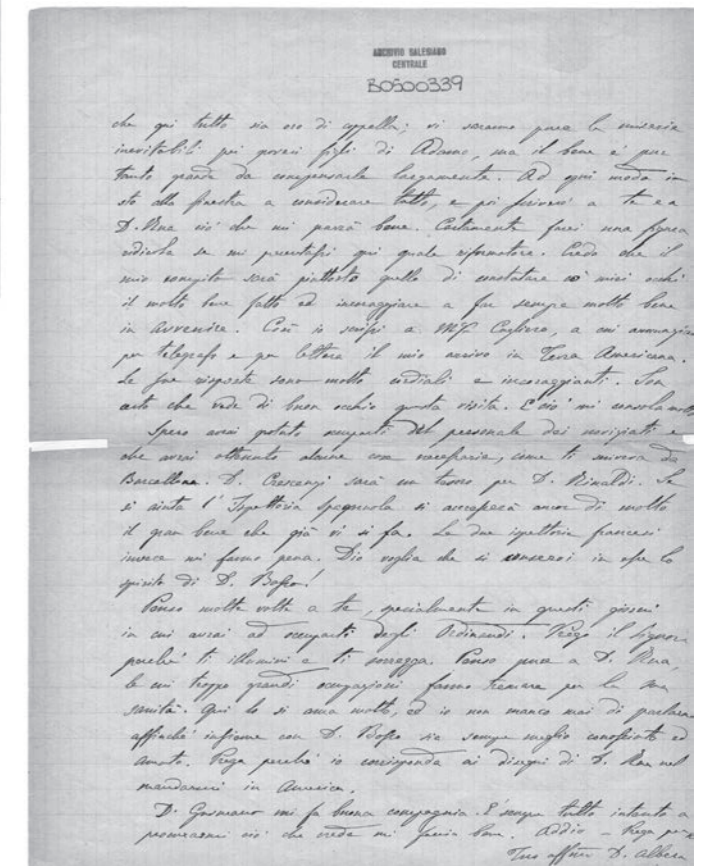 ARCHIVIO SALESIANO
CENTRALE
B0500339
che qui tutto sia oro di coppella; vi saranno pure le miserie
inevitabili pei poveri figli di Adamo, ma il bene è pur
tanto grande da compensarle largamente. Ad ogni modo io
sto alla finestra a considerare tutto, e poi scriverò a te e a
D. Rua ciò che mi parrà bene. Certamente farei una figura
ridicola se mi presentassi qui quale riformatore. Credo che il
mio compito sarà piuttosto quello di constatare co' miei occhi
il molto bene fatto ed incoraggiare a far sempre molto bene
in avvenire. Così io scrissi a Mgr Cagliero, a cui annunziai
per telegrafo e per lettera il mio arrivo in Terra Americana.
Le sue risposte sono molto cordiali e incoraggianti. Son
certo che vede di buon occhio questa visita. E ciò mi consola molto
Spero avrai potuto occuparti del personale dei noviziati e
che avrai ottenuto alcune cose necessarie, come ti scriveva da
Barcellona. D. Crescenzi sarà un tesoro per D. Rinaldi. Se
si aiuta l'Ispettoria Spagnuola si accrescerà ancor di molto
il gran bene che già vi si fa. Le due ispettorie francesi
invece mi fanno pena. Dio voglia che si conservi in esse lo
spirito di D. Bosco!
Penso molte volte a te, specialmente in questi giorni
in cui avrai ad occuparti degli Ordinandi. Prego il Signore
perchè ti illumini e ti sorregga. Penso pure a D. Rua,
le cui troppo grandi occupazioni fanno tremare per la sua
sanità. Qui lo si ama molto, ed io non manco mai di parlarne
affinchè insieme con D. Bosco sia sempre meglio conosciuto ed
amato. Prega perchè io corrisponda ai disegni di D. Rua nel
mandarmi in America.
D. Gusmano mi fa buona compagnia. È sempre tutto intento a
procurarmi ciò che crede mi faccia bene. Addio – Prega per
Tuo affmo D. Albera